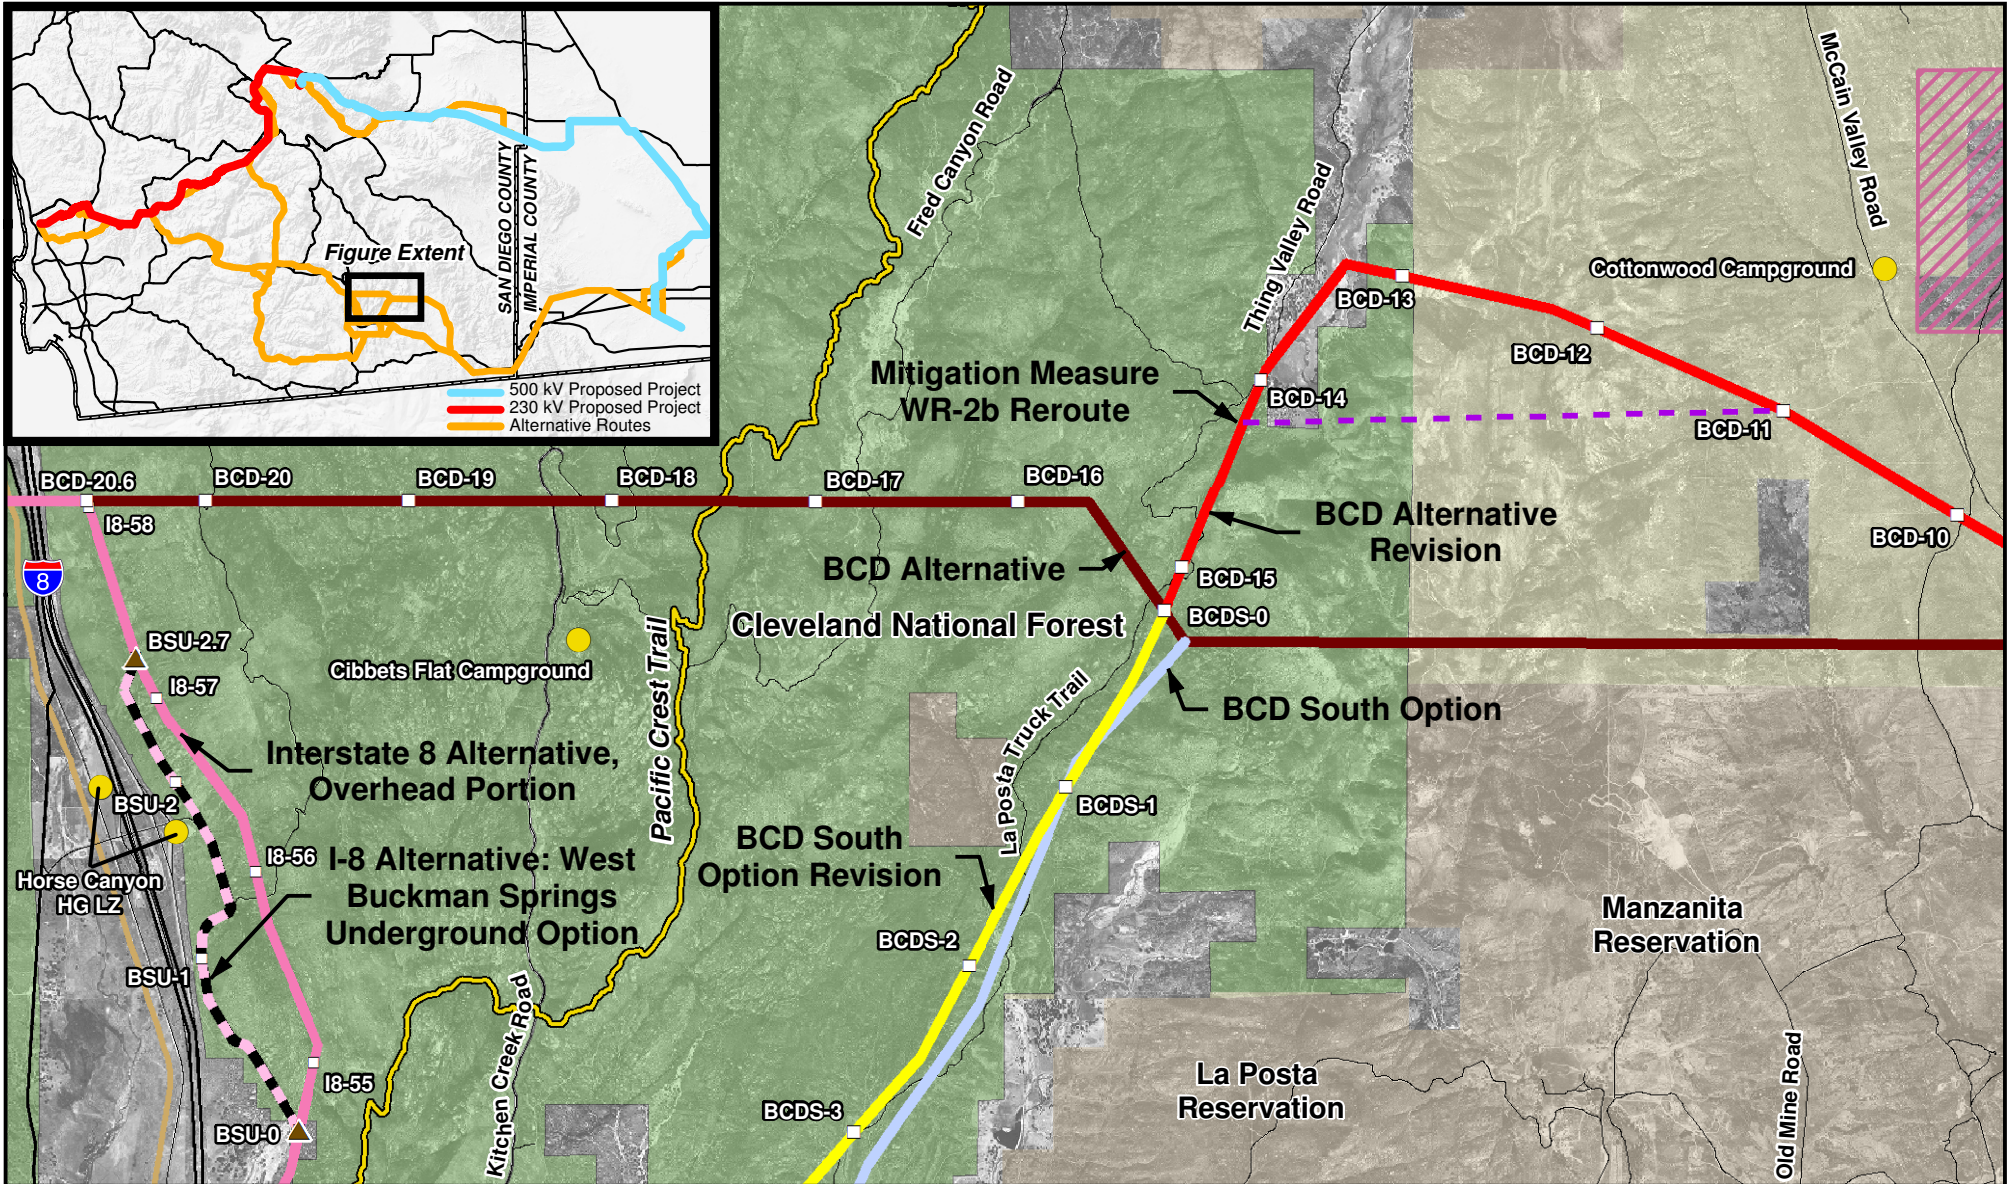 Figure Extent
SAN DIEGO COUNTY
IMPERIAL COUNTY
500 kV Proposed Project
230 kV Proposed Project
Alternative Routes
Fred Canyon Road
Thing Valley Road
McCain Valley Road
Cottonwood Campground
BCD-13
BCD-12
BCD-11
BCD-10
Mitigation Measure
WR-2b Reroute
BCD-14
BCD-20.6
BCD-20
BCD-19
BCD-18
BCD-17
BCD-16
I8-58
8
BCD Alternative
Revision
BCD Alternative
BCD-15
BCDS-0
Cleveland National Forest
BSU-2.7
I8-57
Cibbets Flat Campground
Pacific Crest Trail
La Posta Truck Trail
BCD South Option
Interstate 8 Alternative,
Overhead Portion
BSU-2
BCDS-1
BCD South
Option Revision
I8-56
Horse Canyon
HG LZ
I-8 Alternative: West
Buckman Springs
Underground Option
BCDS-2
BSU-1
Manzanita
Reservation
Kitchen Creek Road
I8-55
BSU-0
BCDS-3
La Posta
Reservation
Old Mine Road